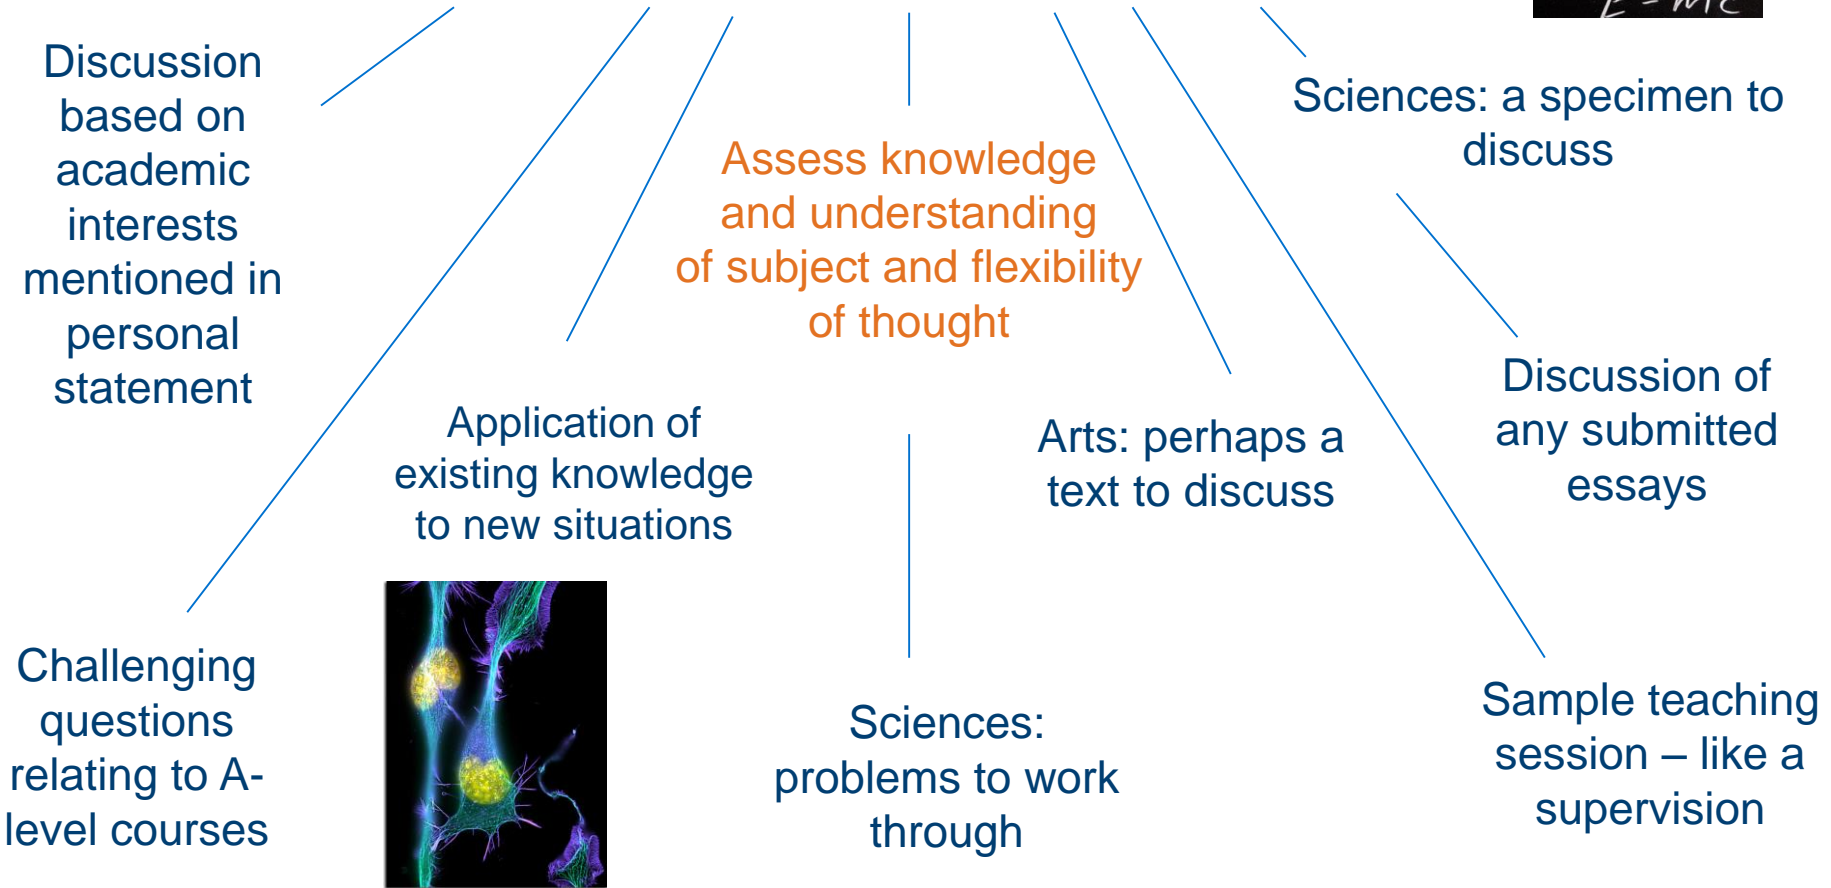 E = mc
Discussion
based on
academic
interests
mentioned in
personal
statement
Sciences: a specimen to
discuss
Assess knowledge
and understanding
of subject and flexibility
of thought
Application of
existing knowledge
to new situations
Arts: perhaps a
text to discuss
Discussion of
any submitted
essays
Challenging
questions
relating to A-
level courses
Sciences:
problems to work
through
Sample teaching
session – like a
supervision